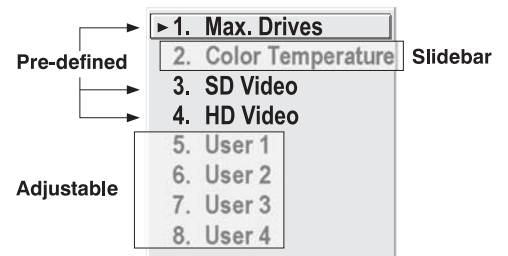 ▸1. Max. Drives
2. Color Temperature Slidebar
Pre-defined
3. SD Video
4. HD Video
5. User 1
6. User 2
Adjustable
7. User 3
8. User 4